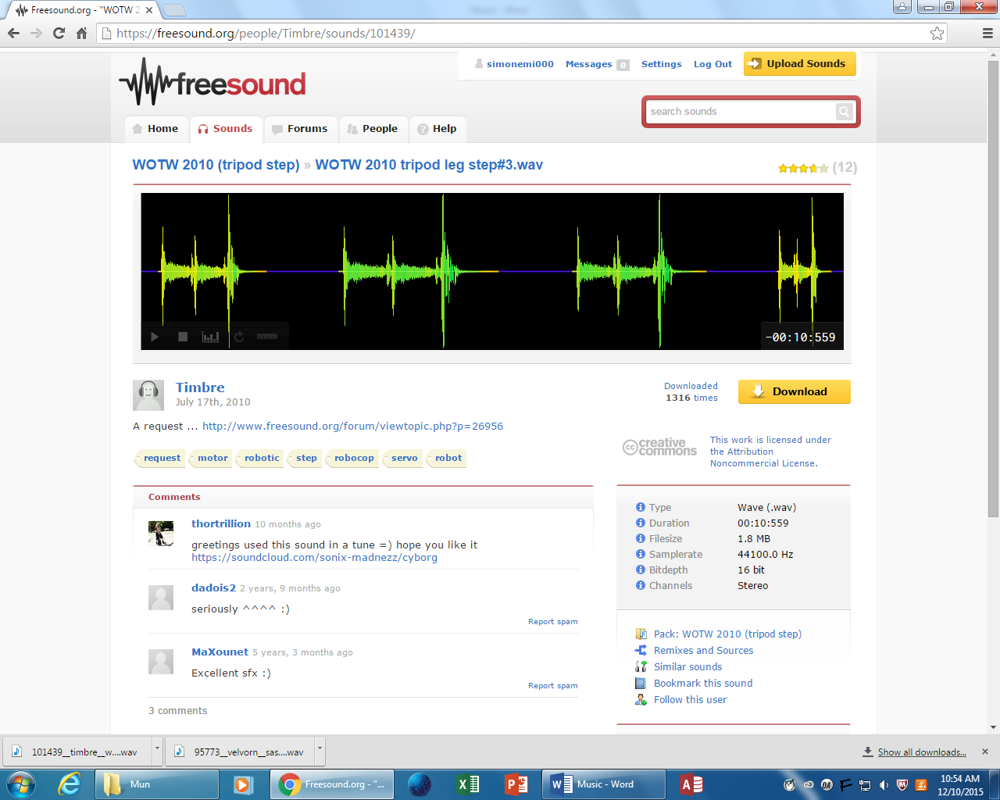 Freesound.org - "WOTW 2
Music - Word
https://freesound.org/people/Timbre/sounds/101439/
freesound
simonemi000 Messages 0 Settings Log Out Upload Sounds
search sounds
Home Sounds Forums People Help
WOTW 2010 (tripod step) » WOTW 2010 tripod leg step#3.wav
(12)
-00:10:559
Timbre
July 17th, 2010
Downloaded
1316 times
Download
A request ... http://www.freesound.org/forum/viewtopic.php?p=26956
request motor robotic step robocop servo robot
cc creative commons
This work is licensed under
the Attribution
Noncommercial License.
Comments
thortrillion 10 months ago
greetings used this sound in a tune =) hope you like it
https://soundcloud.com/sonix-madnezz/cyborg
dadois2 2 years, 9 months ago
seriously ^^^^ :)
Report spam
MaXounet 5 years, 3 months ago
Excellent sfx :)
Report spam
3 comments
Type Wave (.wav)
Duration 00:10:559
Filesize 1.8 MB
Samplerate 44100.0 Hz
Bitdepth 16 bit
Channels Stereo
Pack: WOTW 2010 (tripod step)
Remixes and Sources
Similar sounds
Bookmark this sound
Follow this user
101439__timbre__w....wav
95773__velvorn__sas....wav
Show all downloads...
Mun
Freesound.org - "...
Music - Word
10:54 AM
12/10/2015